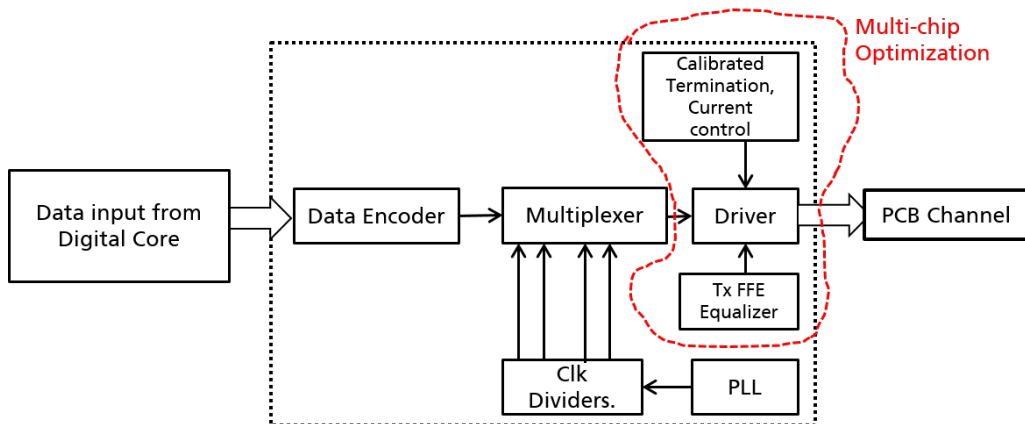 Multi-chip
Optimization
Calibrated
Termination,
Current
control
Data input from
Digital Core
Data Encoder
Multiplexer
Driver
PCB Channel
Tx FFE
Equalizer
Clk
Dividers.
PLL